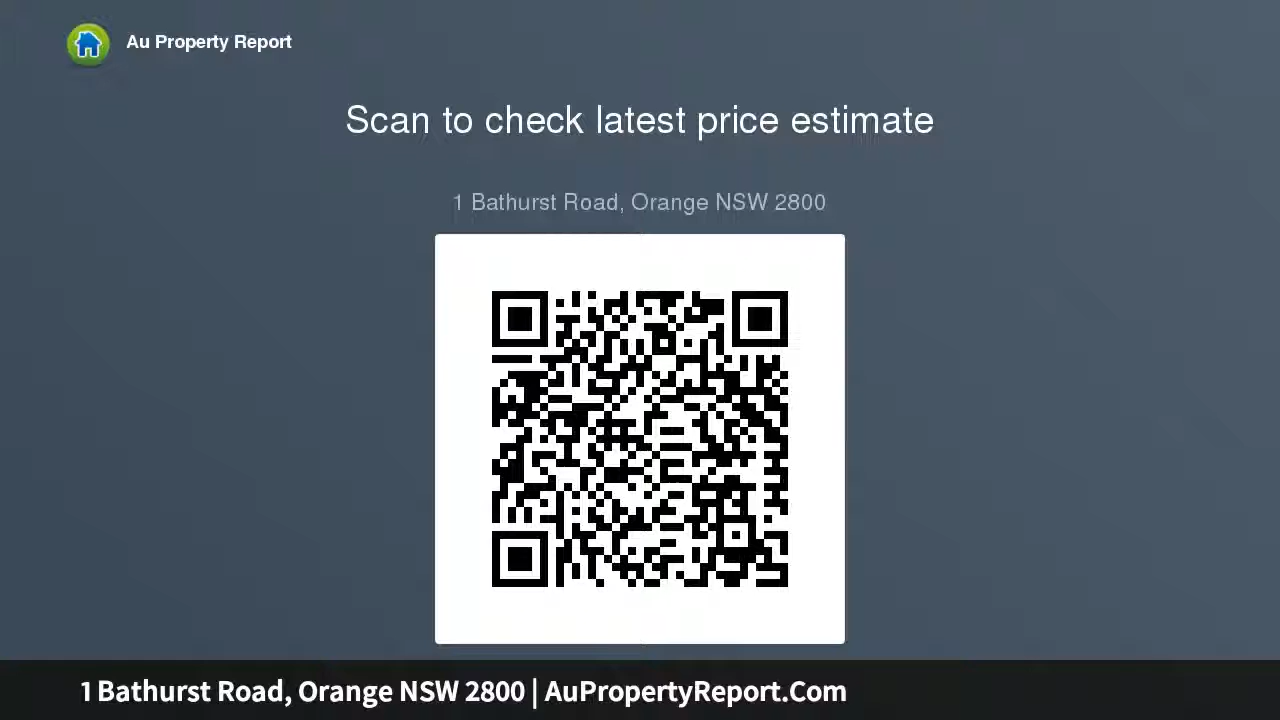 Au Property Report
Scan to check latest price estimate
1 Bathurst Road, Orange NSW 2800
1 Bathurst Road, Orange NSW 2800 | AuPropertyReport.Com